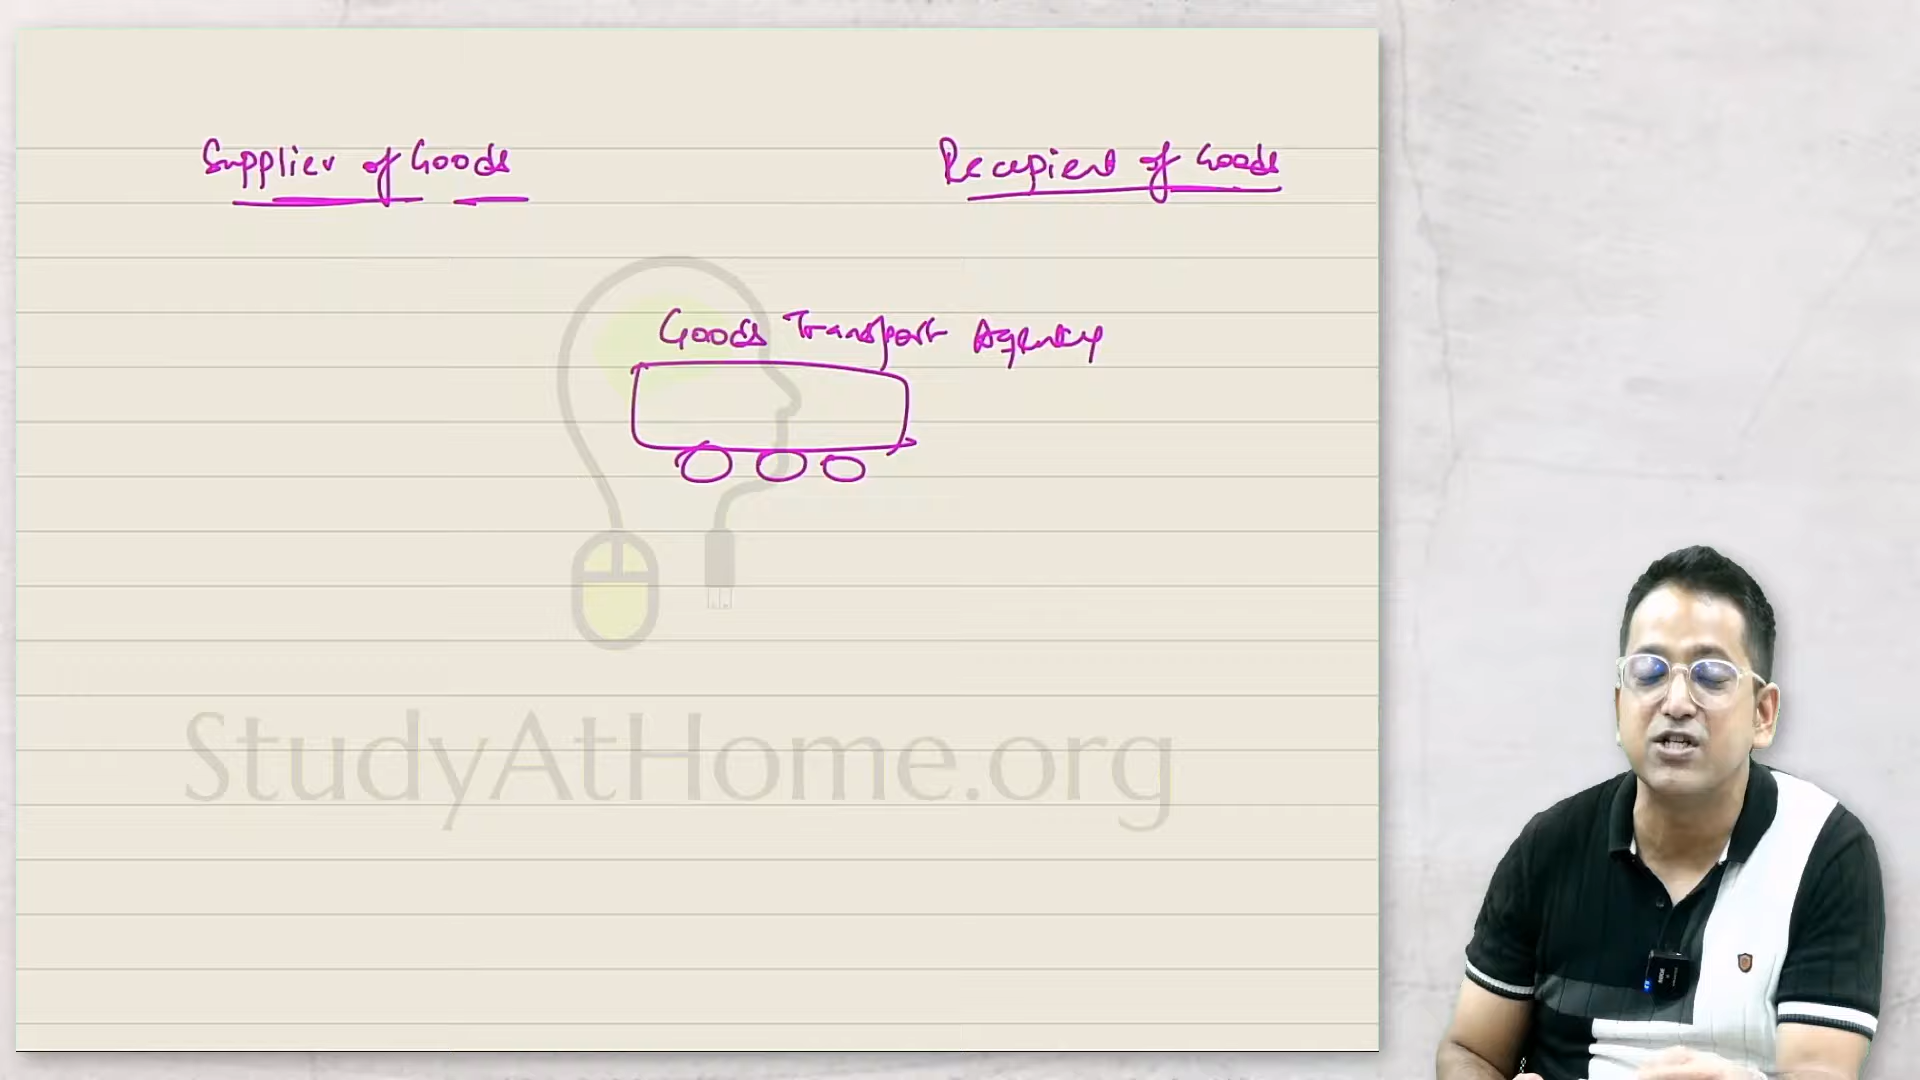 Supplier of Goods
Recepient of Goods
Goods Transport Agency
StudyAtHome.org